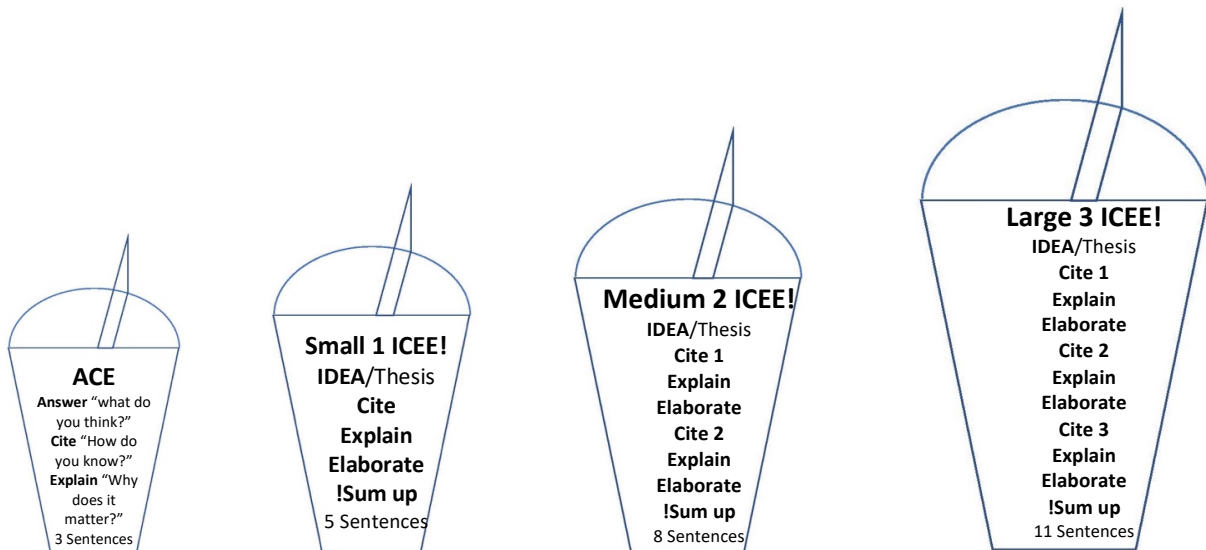 ACE
Answer “what do
you think?”
Cite “How do
you know?”
Explain “Why
does it
matter?”
3 Sentences
Small 1 ICEE!
IDEA/Thesis
Cite
Explain
Elaborate
!Sum up
5 Sentences
Medium 2 ICEE!
IDEA/Thesis
Cite 1
Explain
Elaborate
Cite 2
Explain
Elaborate
!Sum up
8 Sentences
Large 3 ICEE!
IDEA/Thesis
Cite 1
Explain
Elaborate
Cite 2
Explain
Elaborate
Cite 3
Explain
Elaborate
!Sum up
11 Sentences